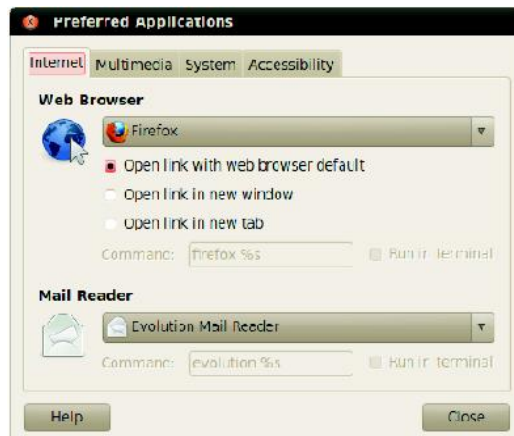 Preferred Applications
Internet Multimedia System Accessibility
Web Browser
Firefox
Open link with web browser default
Open link in new window
Open link in new tab
Command: firefox %s Run in terminal
Mail Reader
Evolution Mail Reader
Command: evolution %s Run in terminal
Help Close